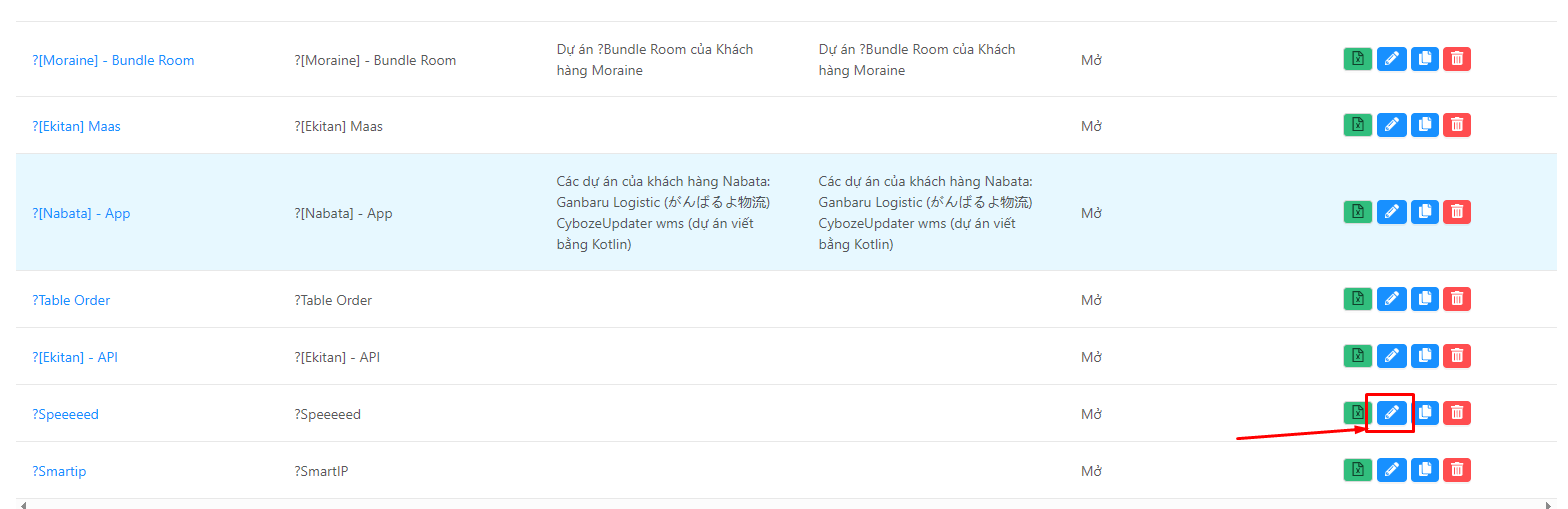 ?[Moraine] - Bundle Room
?[Moraine] - Bundle Room
Dự án ?Bundle Room của Khách
hàng Moraine
Dự án ?Bundle Room của Khách
hàng Moraine
Mở
?[Ekitan] Maas
?[Ekitan] Maas
Mở
?[Nabata] - App
?[Nabata] - App
Các dự án của khách hàng Nabata:
Ganbaru Logistic (がんばるよ物流)
CybozeUpdater wms (dự án viết
bằng Kotlin)
Các dự án của khách hàng Nabata:
Ganbaru Logistic (がんばるよ物流)
CybozeUpdater wms (dự án viết
bằng Kotlin)
Mở
?Table Order
?Table Order
Mở
?[Ekitan] - API
?[Ekitan] - API
Mở
?Speeeeed
?Speeeeed
Mở
?Smartip
?SmartIP
Mở